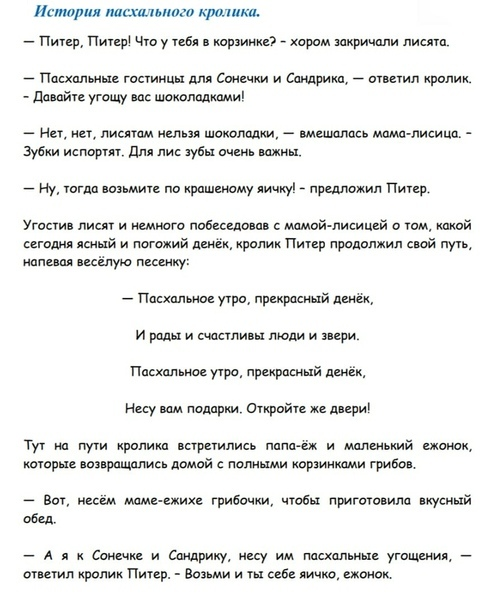 История пасхального кролика.
— Питер, Питер! Что у тебя в корзинке? – хором закричали лисята.
— Пасхальные гостинцы для Сонечки и Сандрика, — ответил кролик.
– Давайте угощу вас шоколадками!
— Нет, нет, лисятам нельзя шоколадки, — вмешалась мама-лисица. –
Зубки испортят. Для лис зубы очень важны.
— Ну, тогда возьмите по крашеному яичку! – предложил Питер.
Угостив лисят и немного побеседовав с мамой-лисицей о том, какой
сегодня ясный и погожий денёк, кролик Питер продолжил свой путь,
напевая весёлую песенку:
— Пасхальное утро, прекрасный денёк,
И рады и счастливы люди и звери.
Пасхальное утро, прекрасный денёк,
Несу вам подарки. Откройте же двери!
Тут на пути кролика встретились папа-ёж и маленький ежонок,
которые возвращались домой с полными корзинками грибов.
— Вот, несём маме-ежихе грибочки, чтобы приготовила вкусный
обед.
— А я к Сонечке и Сандрику, несу им пасхальные угощения, —
ответил кролик Питер. – Возьми и ты себе яичко, ежонок.